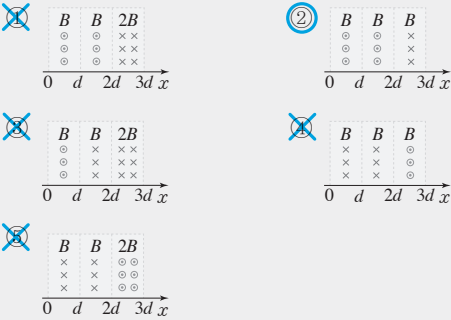 ① B B 2B
0 d 2d 3d x
② B B B
0 d 2d 3d x
③ B B 2B
0 d 2d 3d x
④ B B B
0 d 2d 3d x
⑤ B B 2B
0 d 2d 3d x